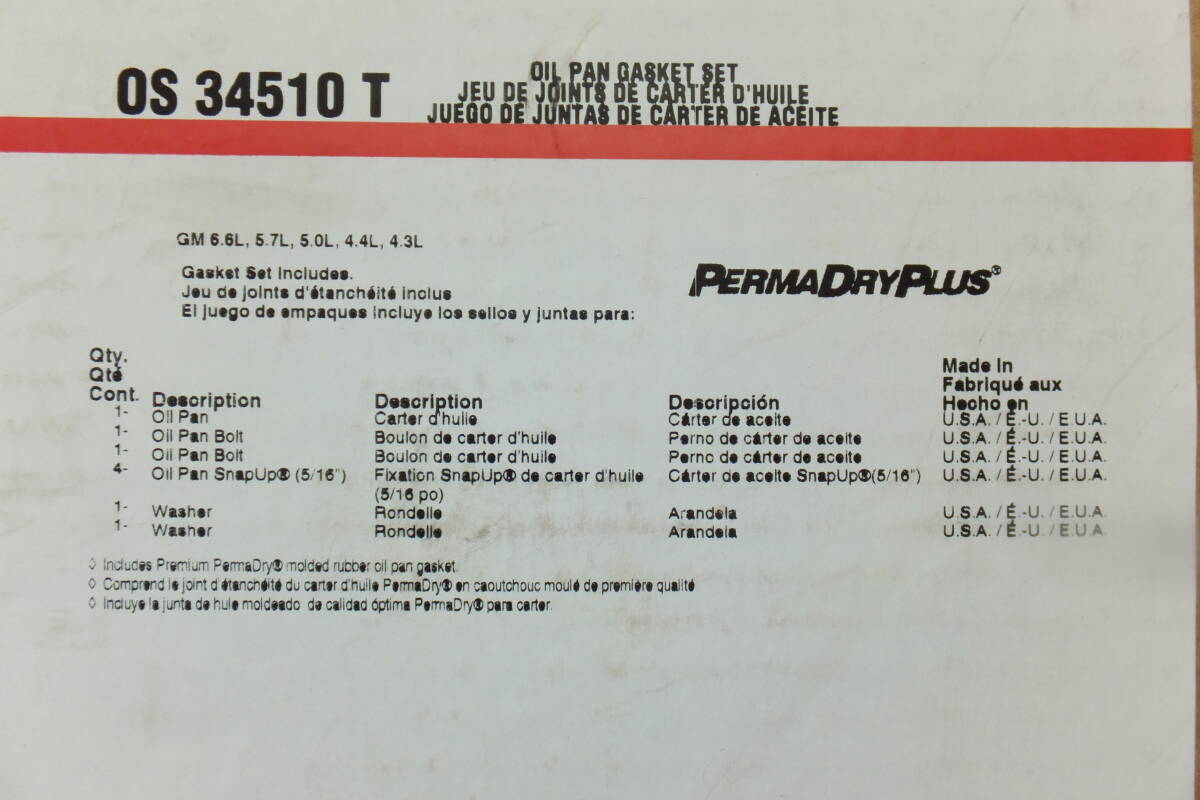 OS 34510 T
OIL PAN GASKET SET
JEU DE JOINTS DE CARTER D'HUILE
JUEGO DE JUNTAS DE CARTER DE ACEITE
GM 6.6L, 5.7L, 5.0L, 4.4L, 4.3L
Gasket Set Includes.
Jeu de joints d'étanchéité inclus
El juego de empaques incluye los sellos y juntas para:
PERMADRYPLUS®
Qty.
Qté
Cont. Description Description Descripción
Made In
Fabriqué aux
Hecho en
1- Oil Pan Carter d'huile Cárter de aceite U.S.A. / É.-U. / E.U.A.
1- Oil Pan Bolt Boulon de carter d'huile Perno de cárter de aceite U.S.A. / É.-U. / E.U.A.
1- Oil Pan Bolt Boulon de carter d'huile Perno de cárter de aceite U.S.A. / É.-U. / E.U.A.
4- Oil Pan SnapUp® (5/16") Fixation SnapUp® de carter d'huile Cárter de aceite SnapUp®(5/16") U.S.A. / É.-U. / E.U.A.
(5/16 po)
1- Washer Rondelle Arandela U.S.A. / É.-U. / E.U.A.
1- Washer Rondelle Arandela U.S.A. / É.-U. / E.U.A.
◊ Includes Premium PermaDry® molded rubber oil pan gasket.
◊ Comprend le joint d'étanchéité du carter d'huile PermaDry® en caoutchouc moulé de première qualité
◊ Incluye la junta de hule moldeado de calidad óptima PermaDry® para carter.